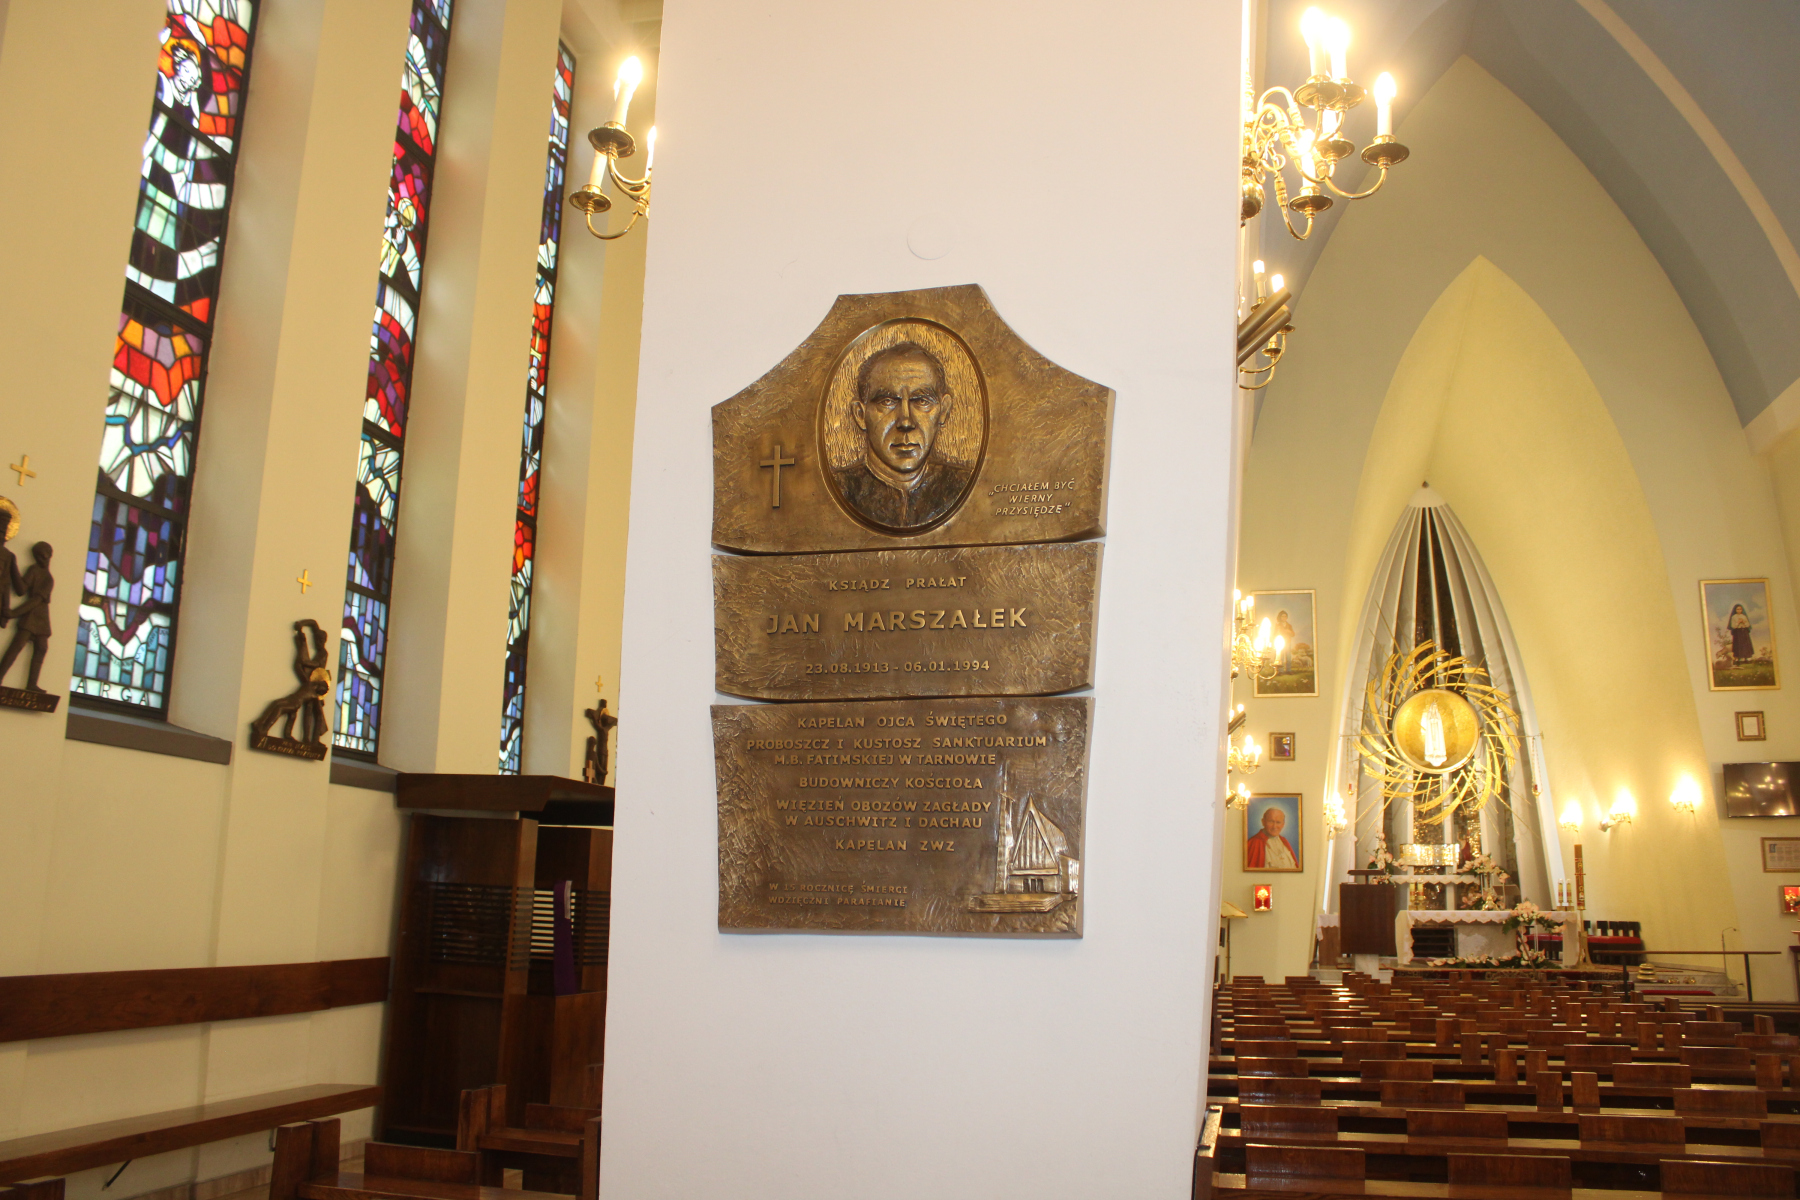 "CHCIAŁEM BYĆ
WIERNY
PRZYSIĘDZE"
KSIĄDZ PRAŁAT
JAN MARSZAŁEK
23.08.1913 - 06.01.1994
KAPELAN OJCA ŚWIĘTEGO
PROBOSZCZ I KUSTOSZ SANKTUARIUM
M.B. FATIMSKIEJ W TARNOWIE
BUDOWNICZY KOŚCIOŁA
WIĘZIEŃ OBOZÓW ZAGŁADY
W AUSCHWITZ I DACHAU
KAPELAN ZWZ
W 15 ROCZNICĘ ŚMIERCI
WDZIĘCZNI PARAFIANIE